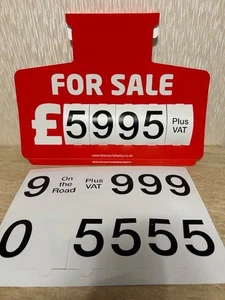 FOR SALE
£5995 Plus VAT
9 On the Road Plus VAT 999
0 5555